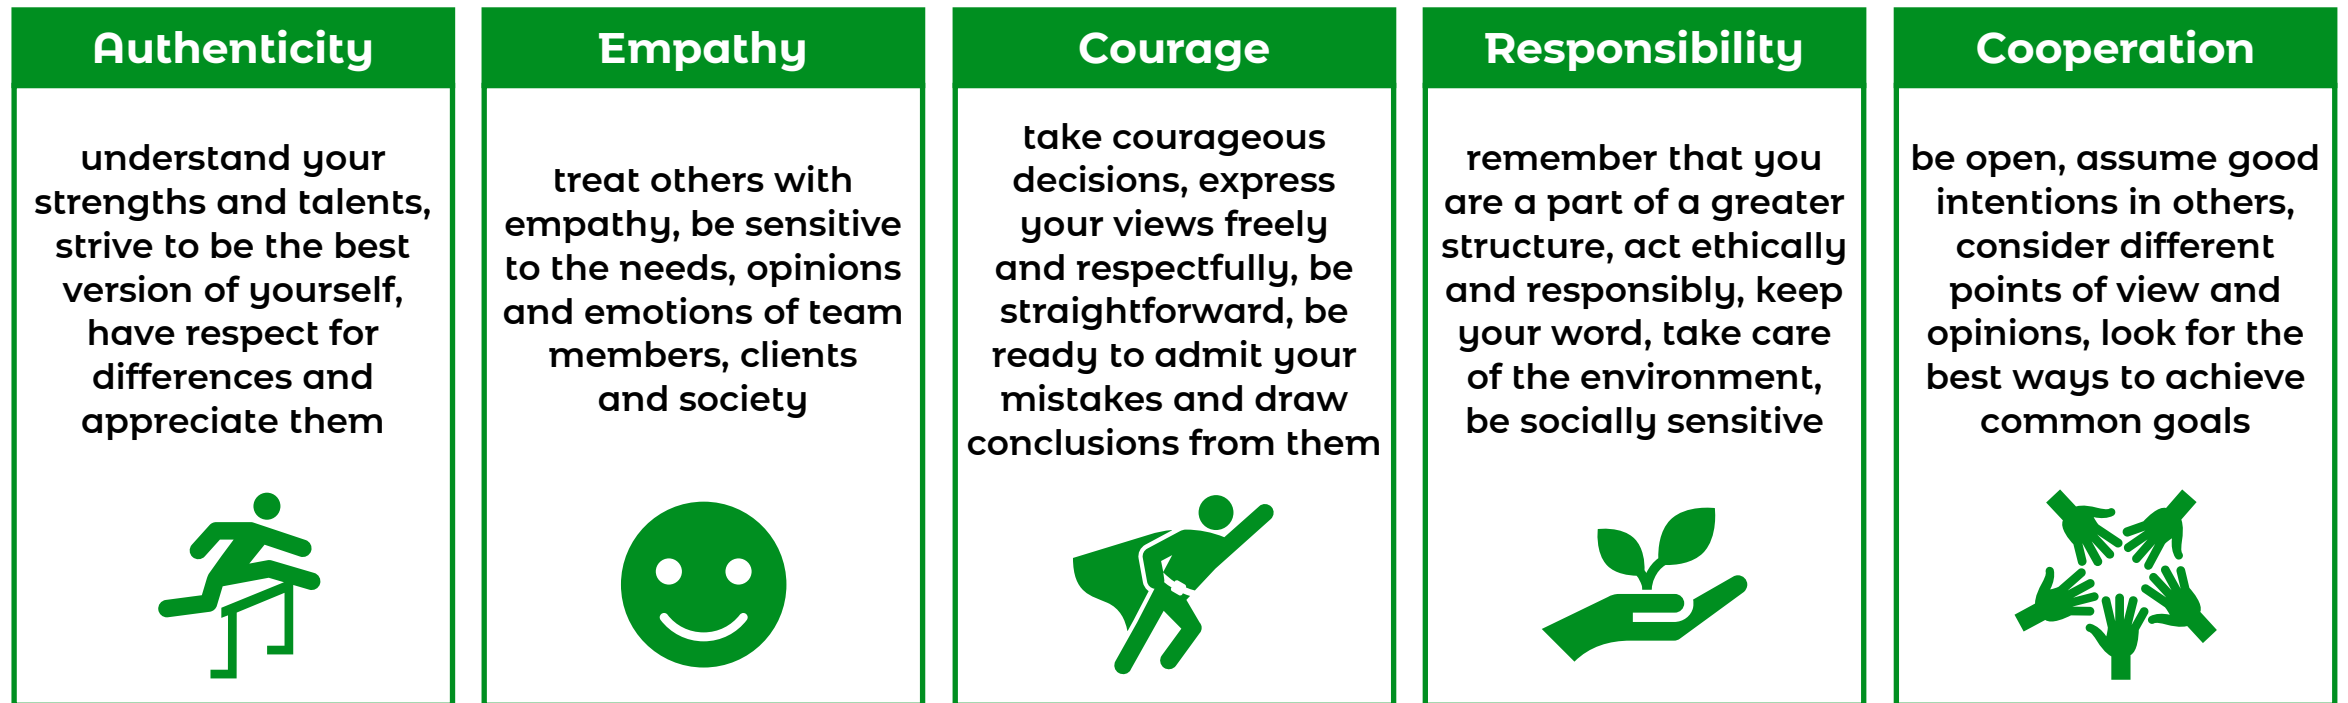 Authenticity
understand your
strengths and talents,
strive to be the best
version of yourself,
have respect for
differences and
appreciate them
Empathy
treat others with
empathy, be sensitive
to the needs, opinions
and emotions of team
members, clients
and society
Courage
take courageous
decisions, express
your views freely
and respectfully, be
straightforward, be
ready to admit your
mistakes and draw
conclusions from them
Responsibility
remember that you
are a part of a greater
structure, act ethically
and responsibly, keep
your word, take care
of the environment,
be socially sensitive
Cooperation
be open, assume good
intentions in others,
consider different
points of view and
opinions, look for the
best ways to achieve
common goals